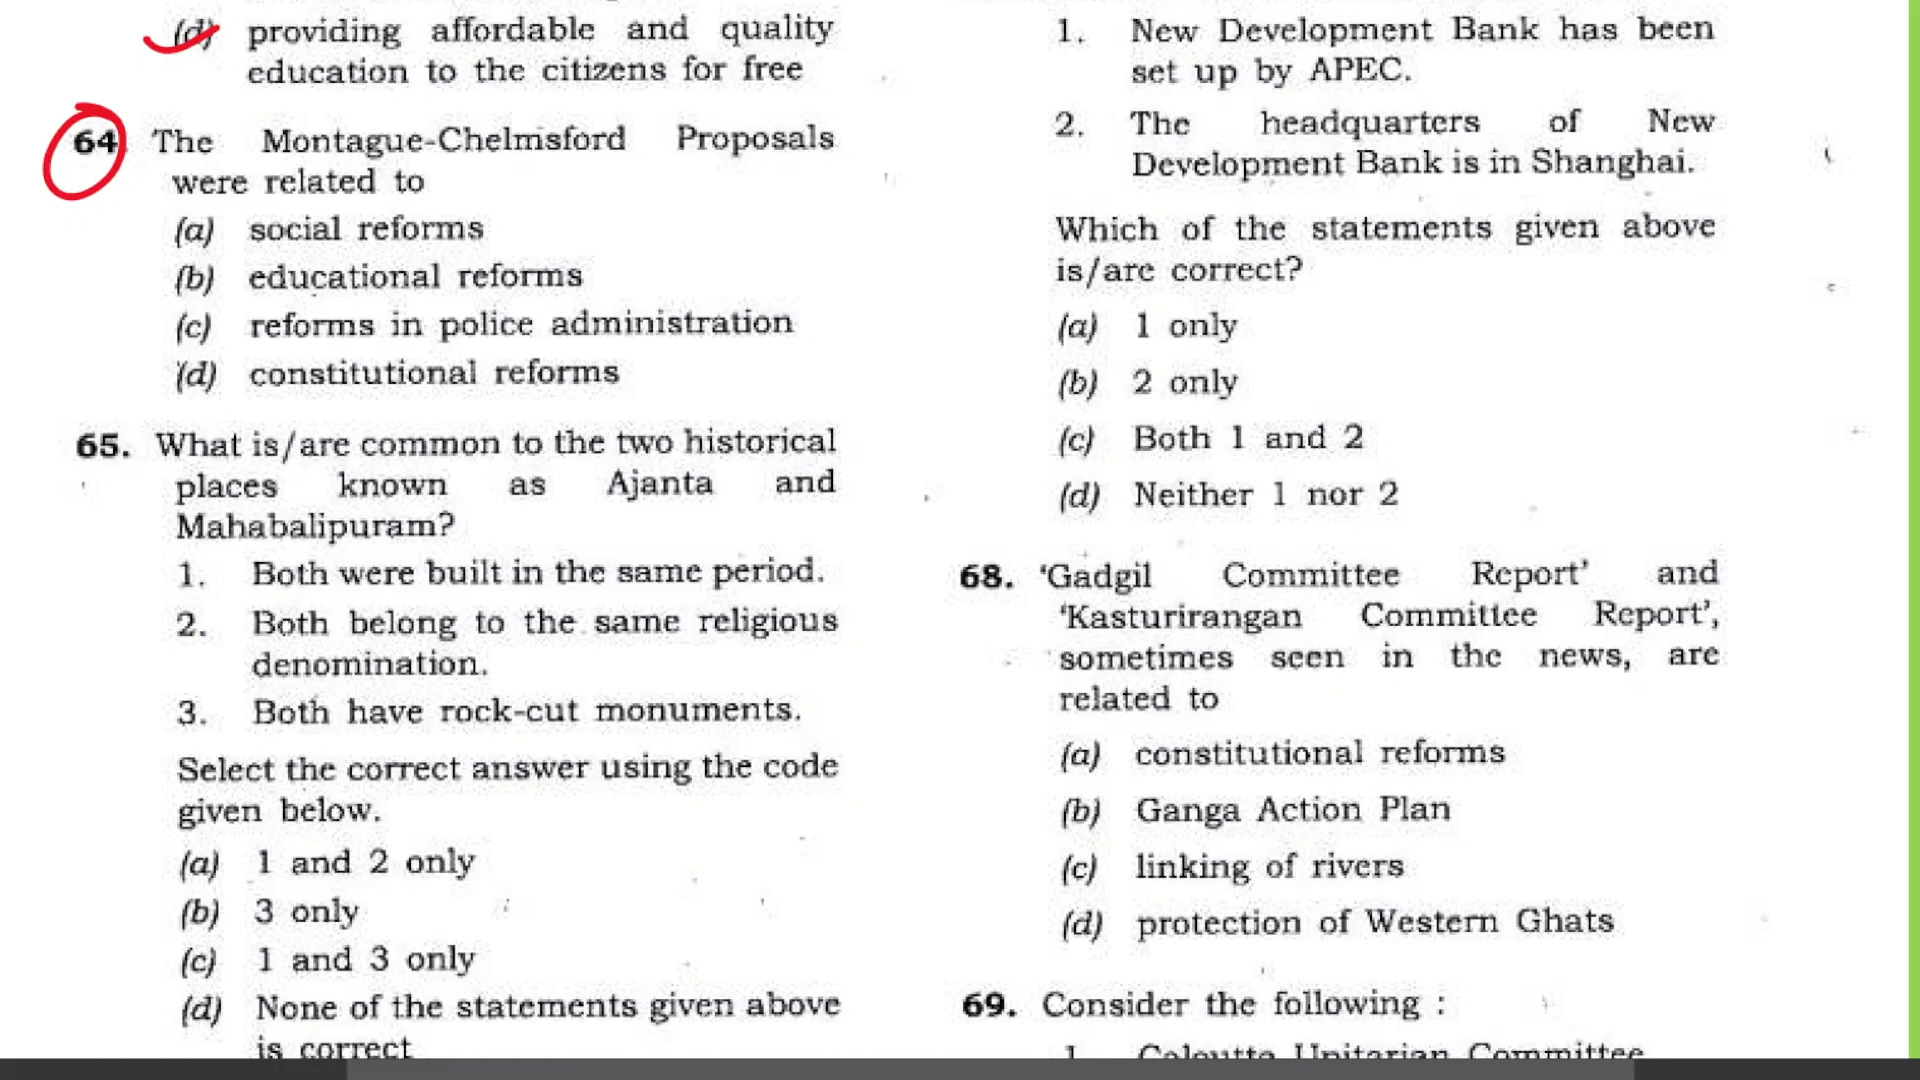 (d) providing affordable and quality
education to the citizens for free
64. The Montague-Chelmsford Proposals
were related to
(a) social reforms
(b) educational reforms
(c) reforms in police administration
(d) constitutional reforms
65. What is/are common to the two historical
places known as Ajanta and
Mahabalipuram?
1. Both were built in the same period.
2. Both belong to the same religious
denomination.
3. Both have rock-cut monuments.
Select the correct answer using the code
given below.
(a) 1 and 2 only
(b) 3 only
(c) 1 and 3 only
(d) None of the statements given above
is correct
1. New Development Bank has been
set up by APEC.
2. The headquarters of New
Development Bank is in Shanghai.
Which of the statements given above
is/are correct?
(a) 1 only
(b) 2 only
(c) Both 1 and 2
(d) Neither 1 nor 2
68. ‘Gadgil Committee Report’ and
‘Kasturirangan Committee Report’,
sometimes seen in the news, are
related to
(a) constitutional reforms
(b) Ganga Action Plan
(c) linking of rivers
(d) protection of Western Ghats
69. Consider the following :
1. Calcutta Unitarian Committee